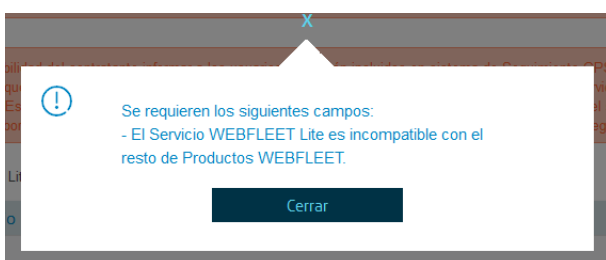 X
Se requieren los siguientes campos:
- El Servicio WEBFLEET Lite es incompatible con el
resto de Productos WEBFLEET.
Cerrar